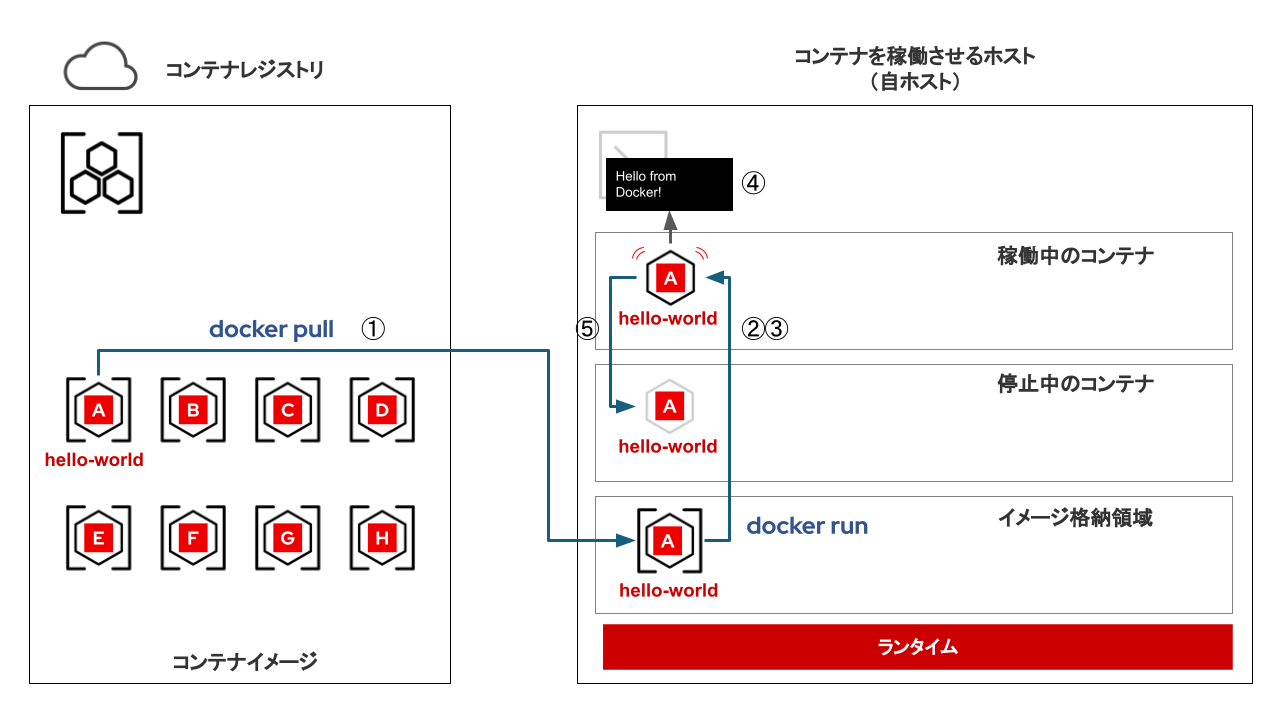 コンテナレジストリ
コンテナを稼働させるホスト
（自ホスト）
Hello from
Docker!
④
稼働中のコンテナ
A
hello-world
⑤
②③
docker pull ①
停止中のコンテナ
A
hello-world
A B C D
hello-world
イメージ格納領域
docker run
A
hello-world
E F G H
コンテナイメージ
ランタイム